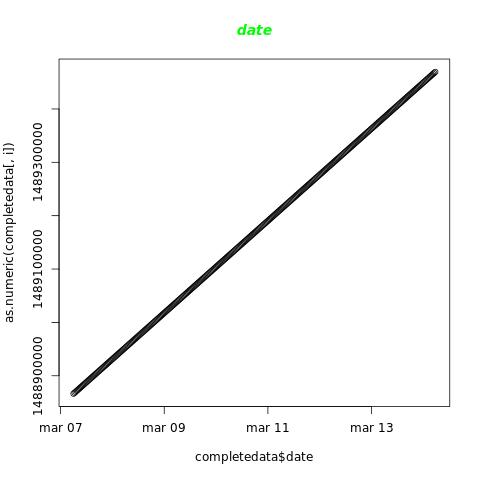 date
as.numeric(completedata[, i])
1489300000
1489100000
1488900000
mar 07
mar 09
mar 11
mar 13
completedata$date